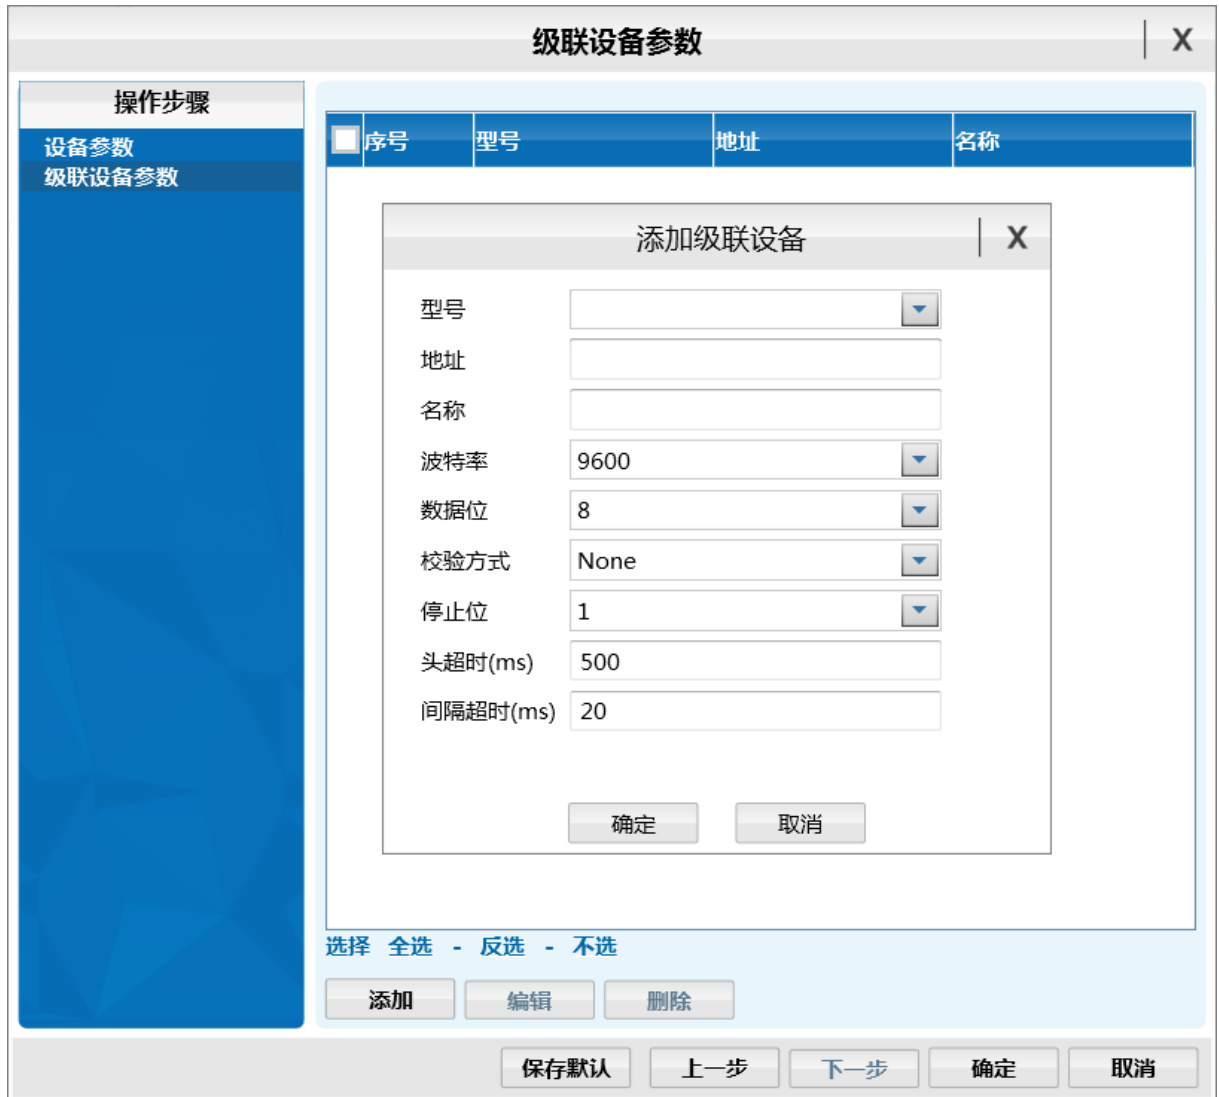 级联设备参数 X
操作步骤
设备参数
级联设备参数
序号 型号 地址 名称
添加级联设备 X
型号
地址
名称
波特率 9600
数据位 8
校验方式 None
停止位 1
头超时(ms) 500
间隔超时(ms) 20
确定 取消
选择 全选 - 反选 - 不选
添加 编辑 删除
保存默认 上一步 下一步 确定 取消